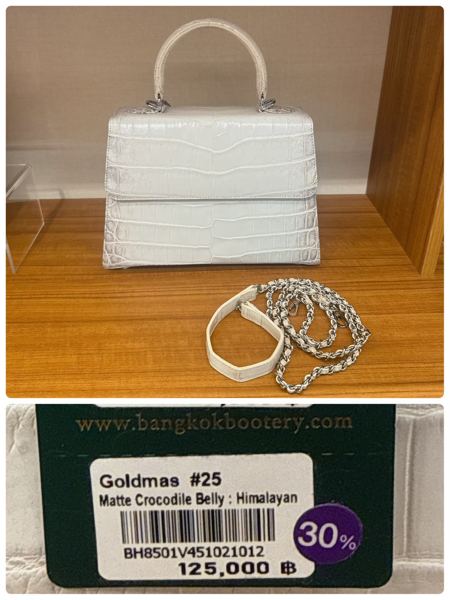 www.bangkokbootery.com
Goldmas #25
Matte Crocodile Belly : Himalayan
BH8501V451021012
125,000 ฿
30%